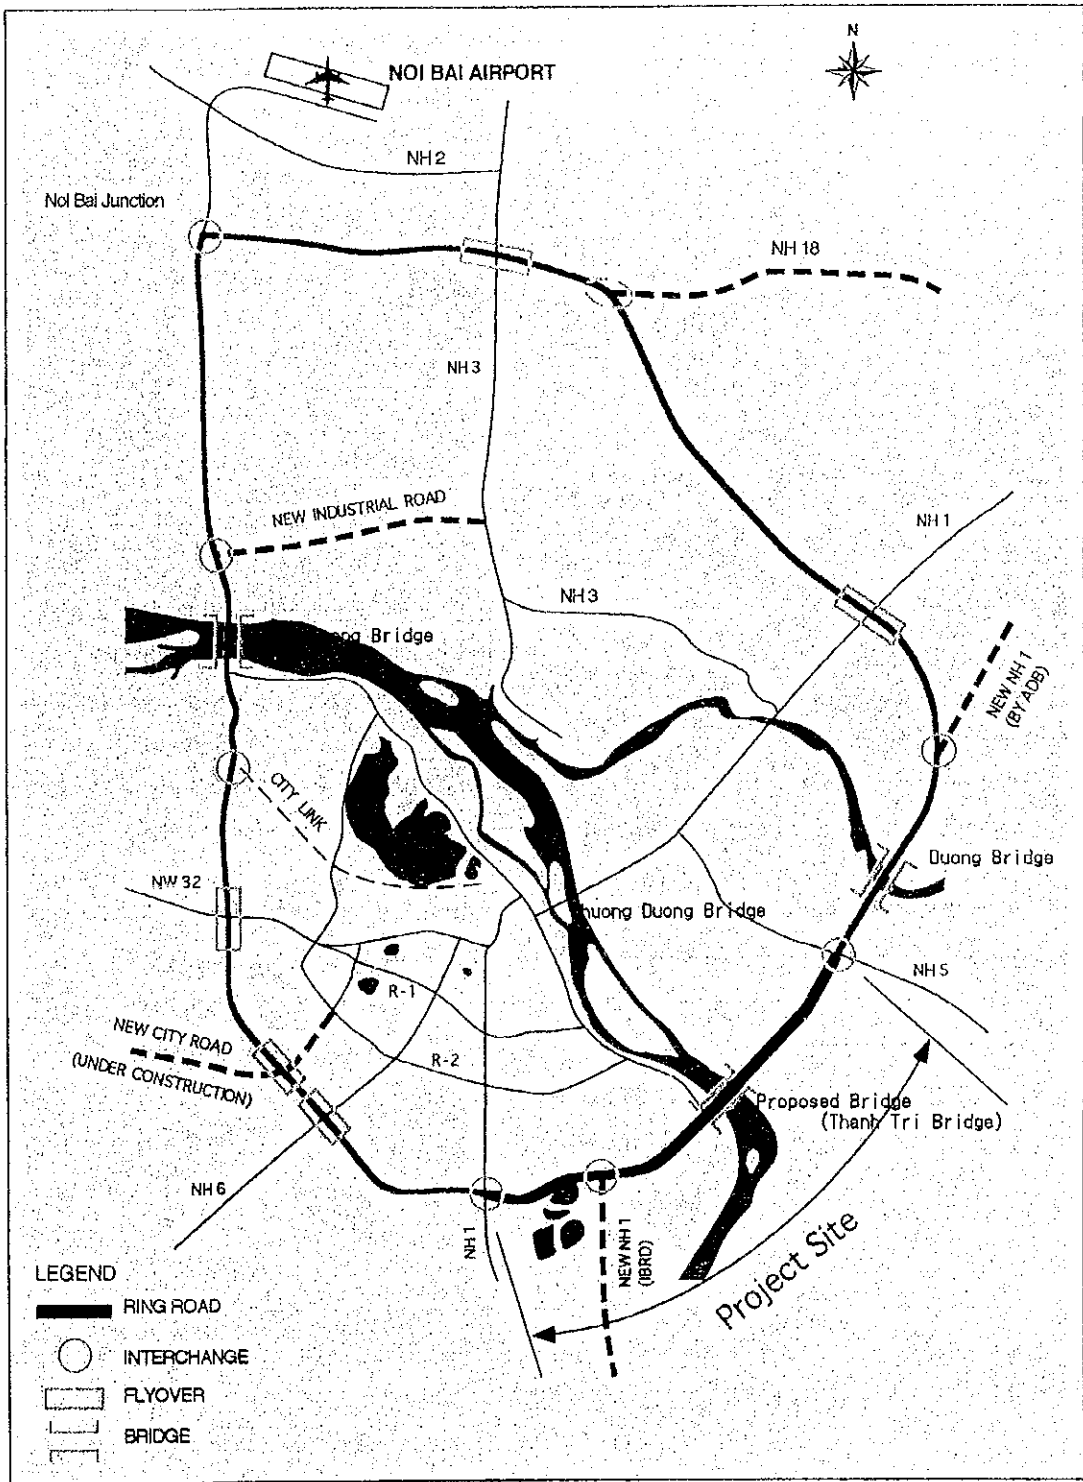 N
NOI BAI AIRPORT
NH 2
Noi Bai Junction
NH 18
NH 3
NEW INDUSTRIAL ROAD
NH 1
NH 3
Bridge
NEW NH 1
(BY ADB)
CITY LINK
Duong Bridge
NW 32
Duong Bridge
NH 5
R-1
NEW CITY ROAD
(UNDER CONSTRUCTION)
R-2
Proposed Bridge
(Thanh Tri Bridge)
NH 6
NH 1
NEW NH 1
(IBRD)
Project Site
LEGEND
RING ROAD
INTERCHANGE
FLYOVER
BRIDGE